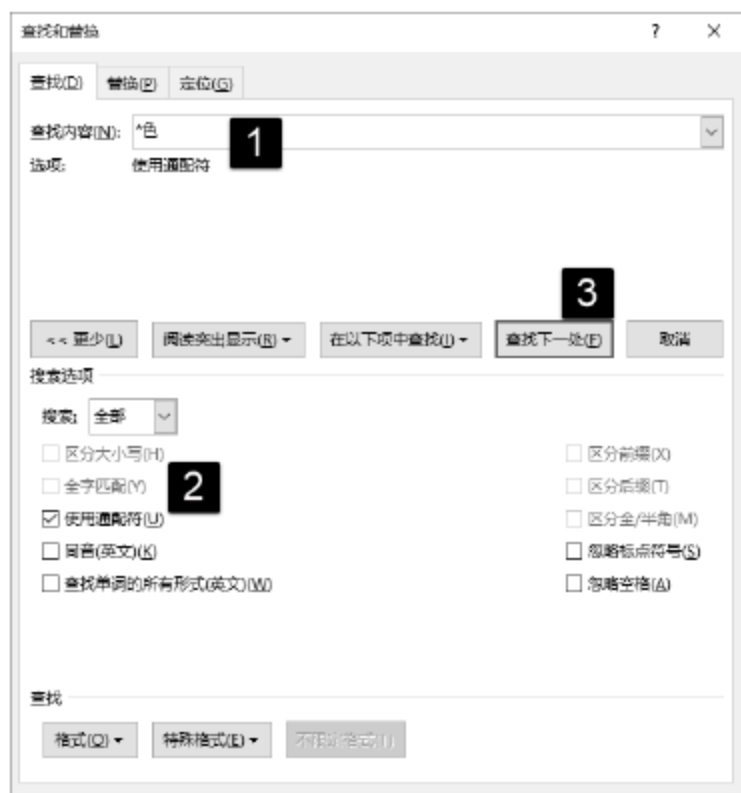 查找和替换 ? ×
查找(D) 替换(P) 定位(G)
查找内容(N): ^色 1
选项: 使用通配符
3
<< 更少(L) 阅读突出显示(R) 在以下项中查找(I) 查找下一处(F) 取消
搜索选项
搜索: 全部
区分大小写(H) 区分前缀(X)
全字匹配(Y) 2 区分后缀(T)
使用通配符(U) 区分全/半角(M)
同音(英文)(K) 忽略标点符号(S)
查找单词的所有形式(英文)(W) 忽略空格(A)
查找
格式(O) 特殊格式(E) 不限定格式(T)